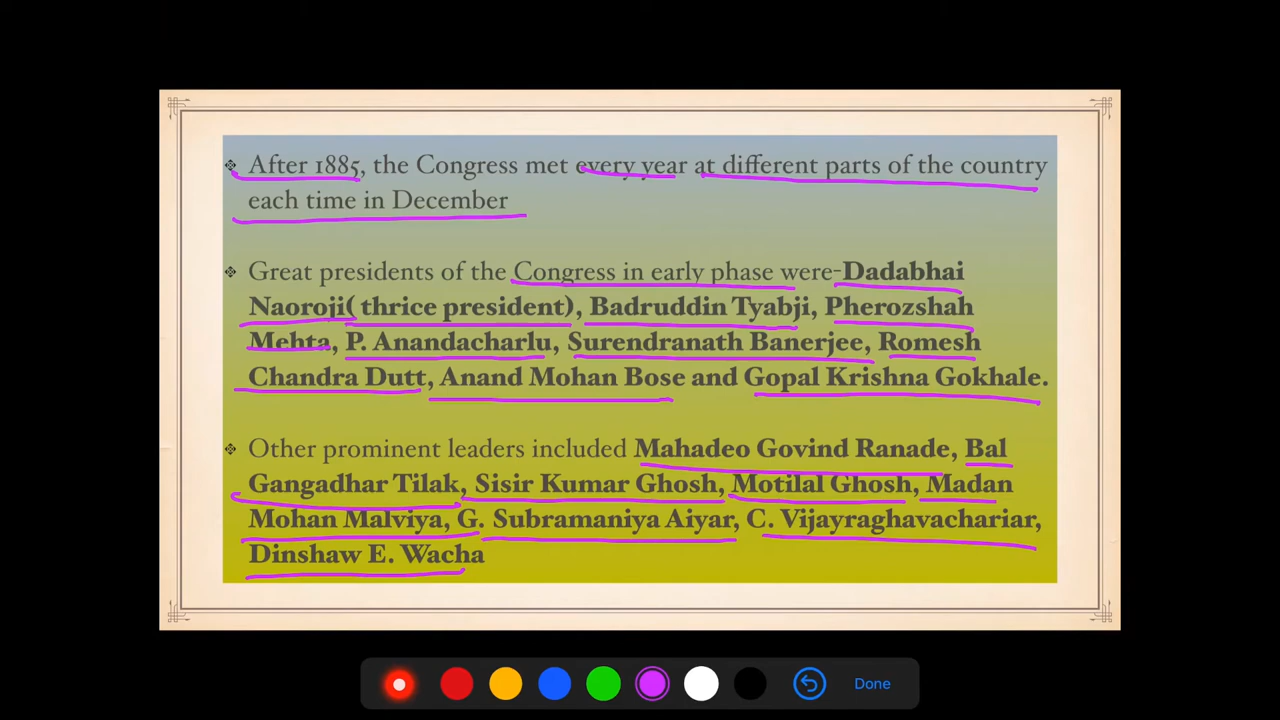 After 1885, the Congress met every year at different parts of the country
each time in December
Great presidents of the Congress in early phase were-Dadabhai
Naoroji( thrice president), Badruddin Tyabji, Pherozshah
Mehta, P. Anandacharlu, Surendranath Banerjee, Romesh
Chandra Dutt, Anand Mohan Bose and Gopal Krishna Gokhale.
Other prominent leaders included Mahadeo Govind Ranade, Bal
Gangadhar Tilak, Sisir Kumar Ghosh, Motilal Ghosh, Madan
Mohan Malviya, G. Subramaniya Aiyar, C. Vijayraghavachariar,
Dinshaw E. Wacha
Done